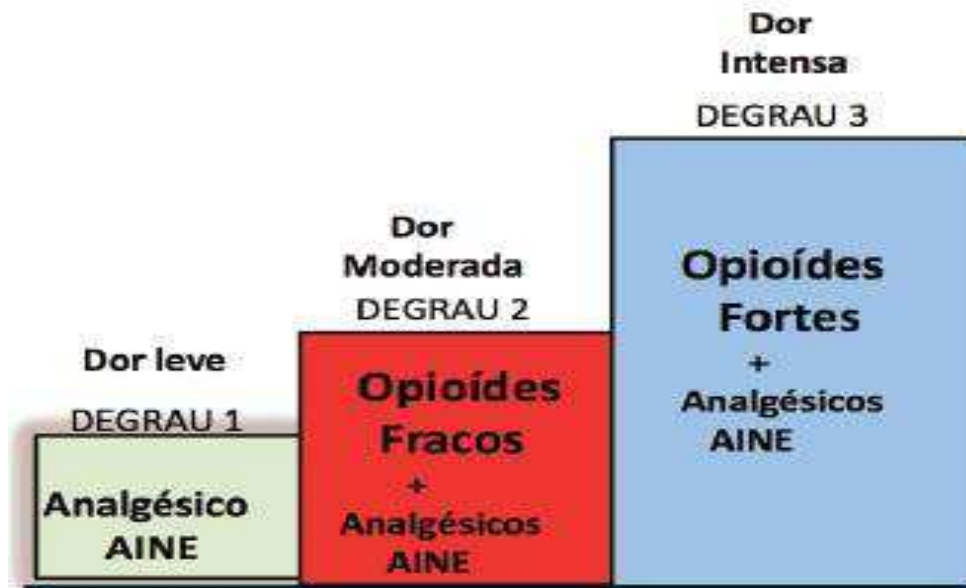 Dor leve
DEGRAU 1
Analgésico
AINE
Dor
Moderada
DEGRAU 2
Opioídes
Fracos
+
Analgésicos
AINE
Dor
Intensa
DEGRAU 3
Opioídes
Fortes
+
Analgésicos
AINE